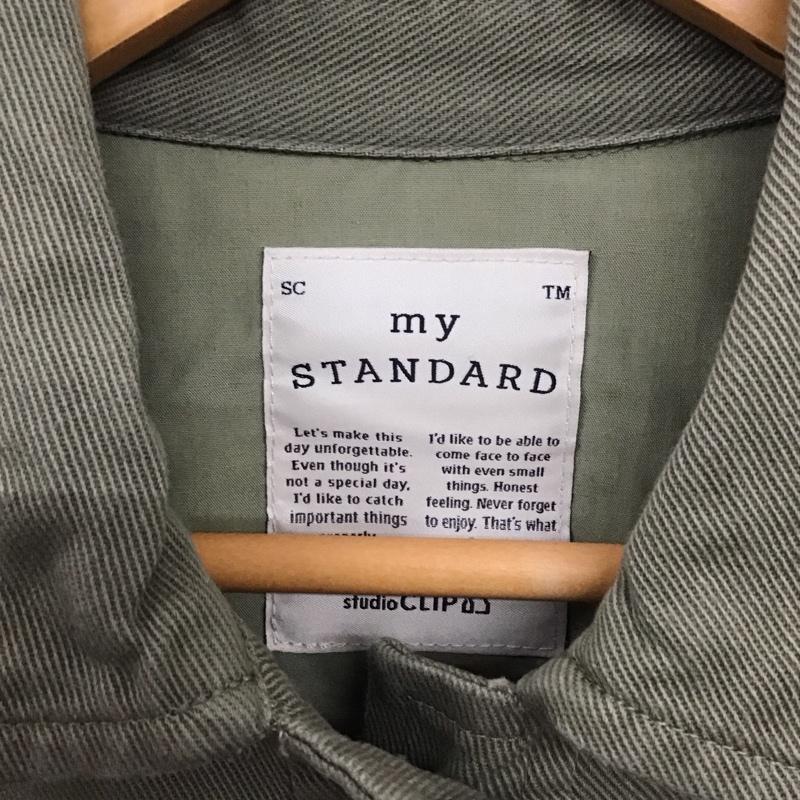 SC
TM
my
STANDARD
Let's make this
day unforgettable.
Even though it's
not a special day,
I'd like to catch
important things
I'd like to be able to
come face to face
with even small
things. Honest
feeling. Never forget
to enjoy. That's what
studio CLIP